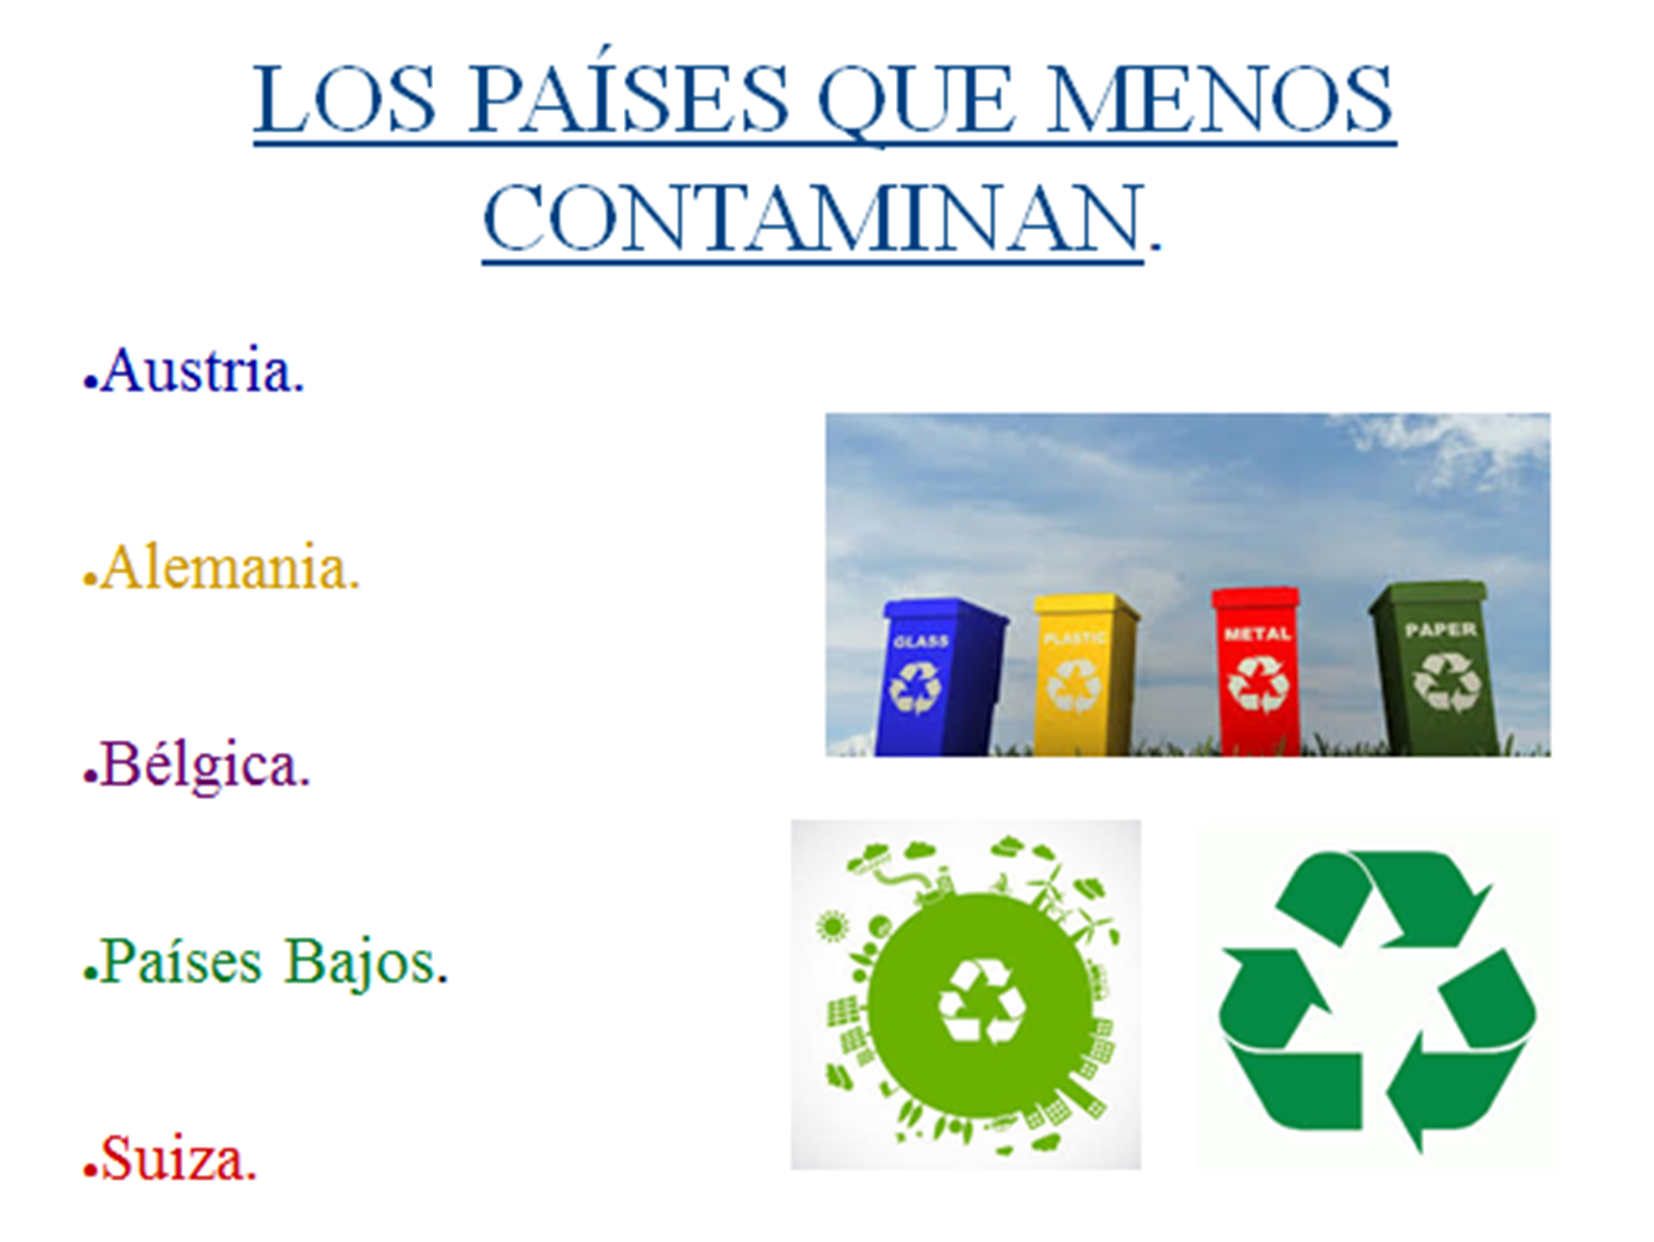 LOS PAÍSES QUE MENOS
CONTAMINAN.
•Austria.
•Alemania.
•Bélgica.
•Países Bajos.
•Suiza.
GLASS
PLASTIC
METAL
PAPER